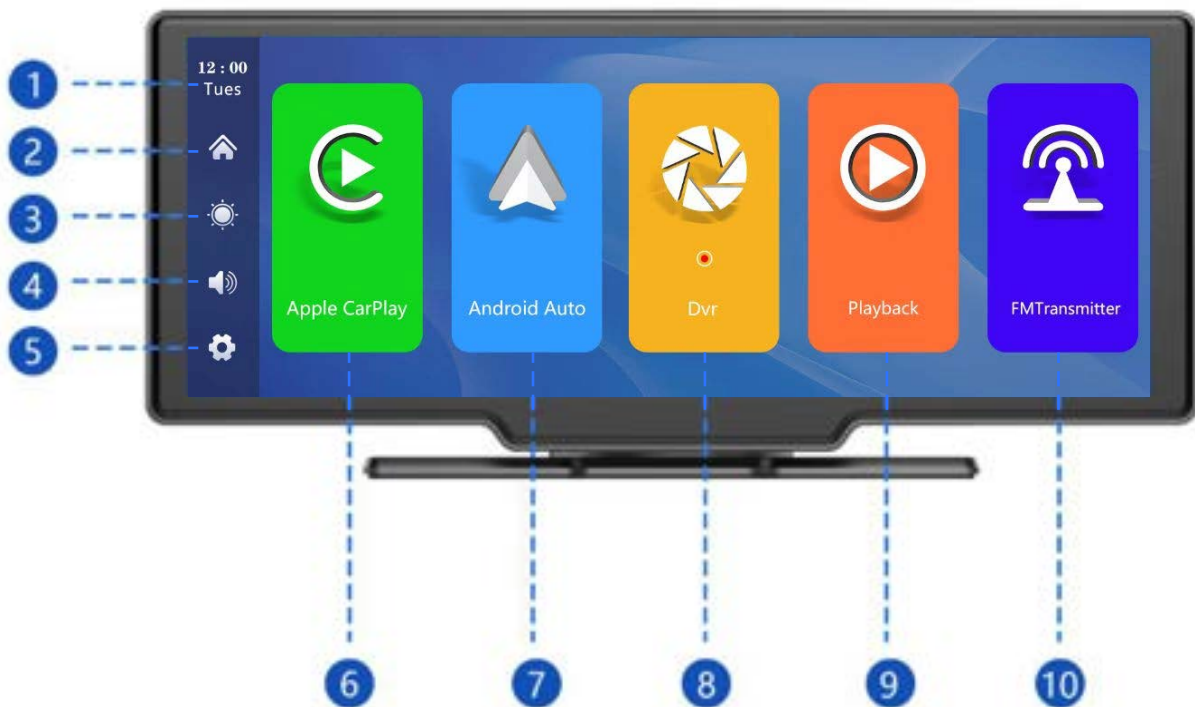 12:00
Tues
1
2
3
4
5
Apple CarPlay
Android Auto
Dvr
Playback
FMTransmitter
6
7
8
9
10